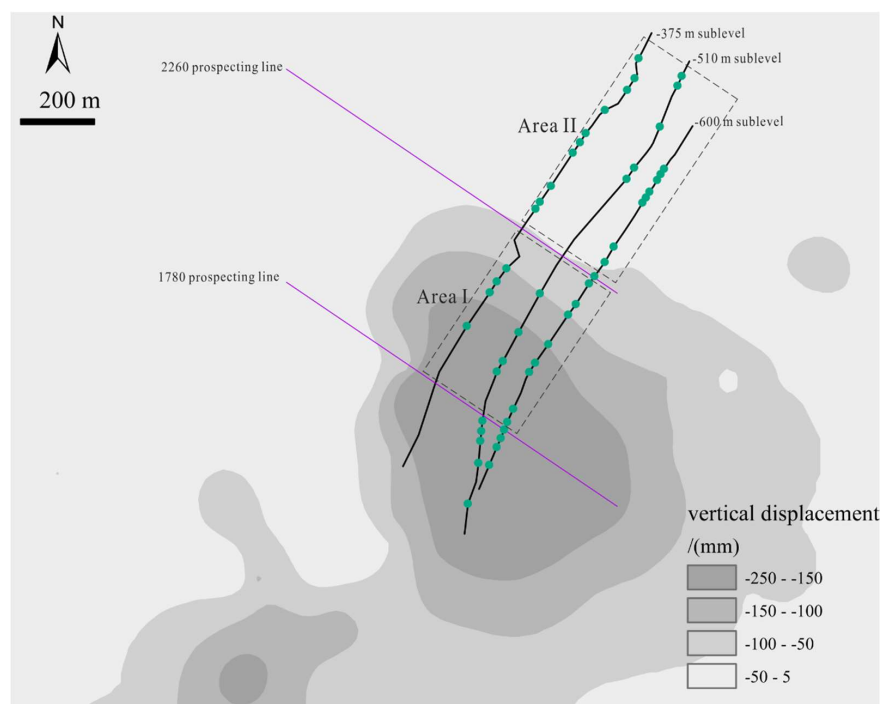 N
200 m
-375 m sublevel
-510 m sublevel
2260 prospecting line
-600 m sublevel
Area II
1780 prospecting line
Area I
vertical displacement
/(mm)
-250 - -150
-150 - -100
-100 - -50
-50 - 5